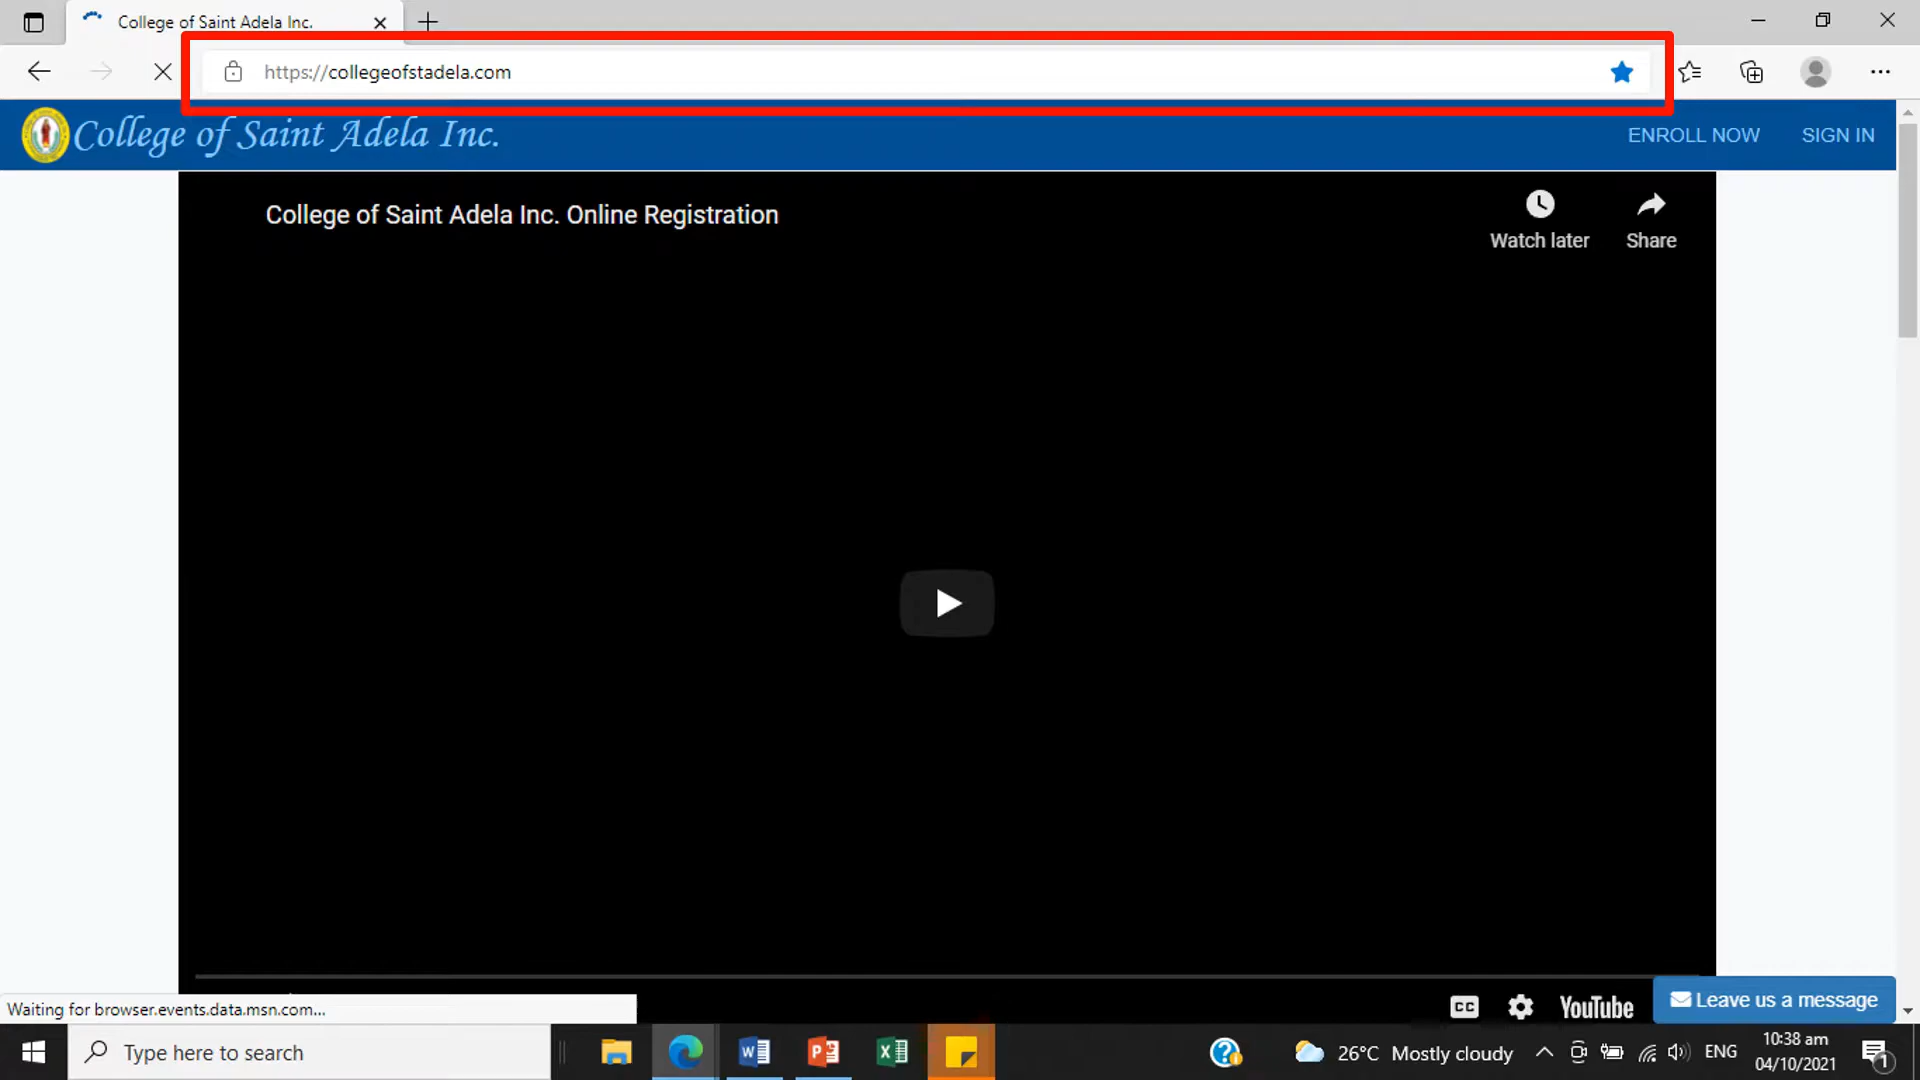 College of Saint Adela Inc.
https://collegeofstadela.com
College of Saint Adela Inc.
ENROLL NOW
SIGN IN
College of Saint Adela Inc. Online Registration
Watch later
Share
Waiting for browser.events.data.msn.com...
CC
YouTube
Leave us a message
Type here to search
26°C Mostly cloudy
ENG
10:38 am
04/10/2021
1